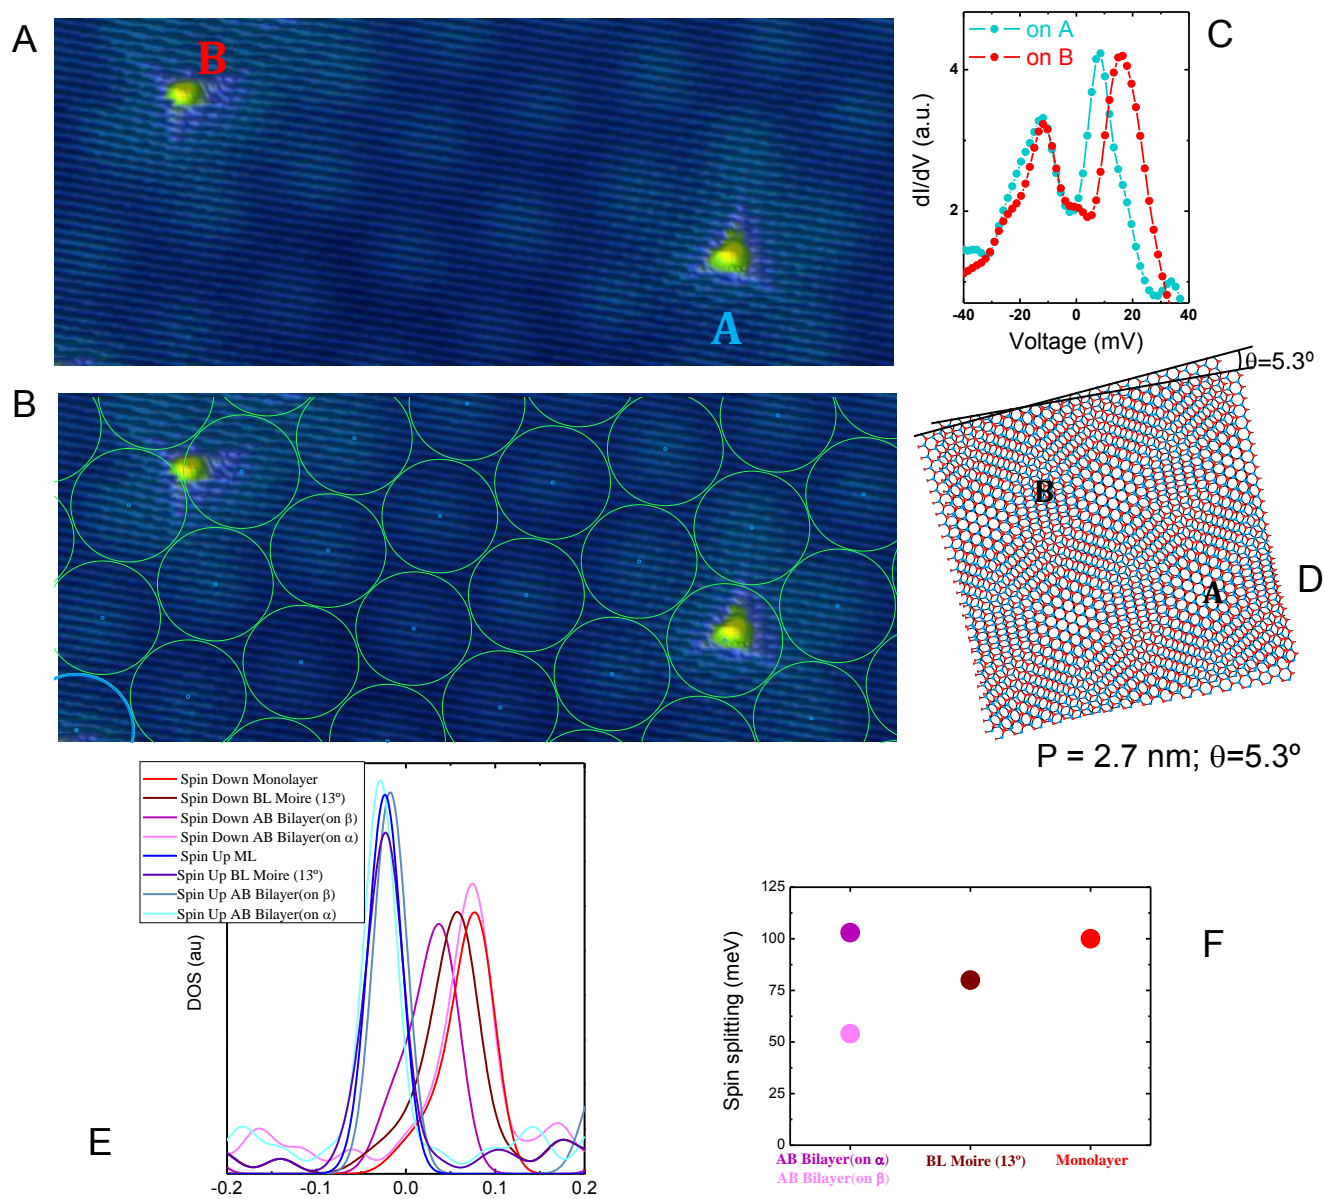 A
B
A
C
on A
on B
4
2
dI/dV (a.u.)
-40
-20
0
20
40
Voltage (mV)
B
θ=5.3º
B
A
D
P = 2.7 nm; θ=5.3º
Spin Down Monolayer
Spin Down BL Moire (13º)
Spin Down AB Bilayer(on β)
Spin Down AB Bilayer(on α)
Spin Up ML
Spin Up BL Moire (13º)
Spin Up AB Bilayer(on β)
Spin Up AB Bilayer(on α)
DOS (au)
E
-0.2
-0.1
0.0
0.1
0.2
125
100
75
50
25
0
Spin splitting (meV)
F
AB Bilayer(on α)
AB Bilayer(on β)
BL Moire (13º)
Monolayer